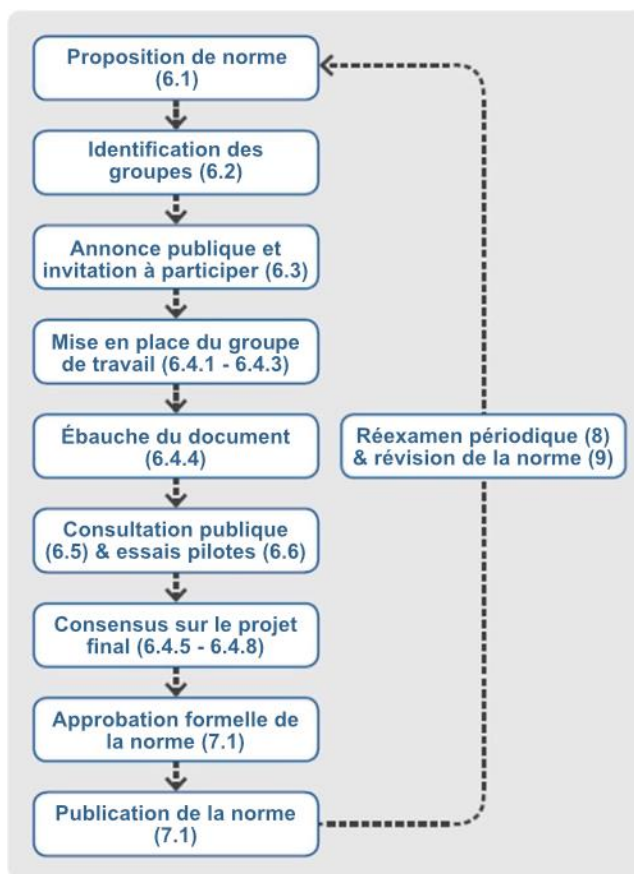 Proposition de norme
(6.1)
Identification des
groupes (6.2)
Annonce publique et
invitation à participer (6.3)
Mise en place du groupe
de travail (6.4.1 - 6.4.3)
Ébauche du document
(6.4.4)
Réexamen périodique (8)
& révision de la norme (9)
Consultation publique
(6.5) & essais pilotes (6.6)
Consensus sur le projet
final (6.4.5 - 6.4.8)
Approbation formelle de
la norme (7.1)
Publication de la norme
(7.1)